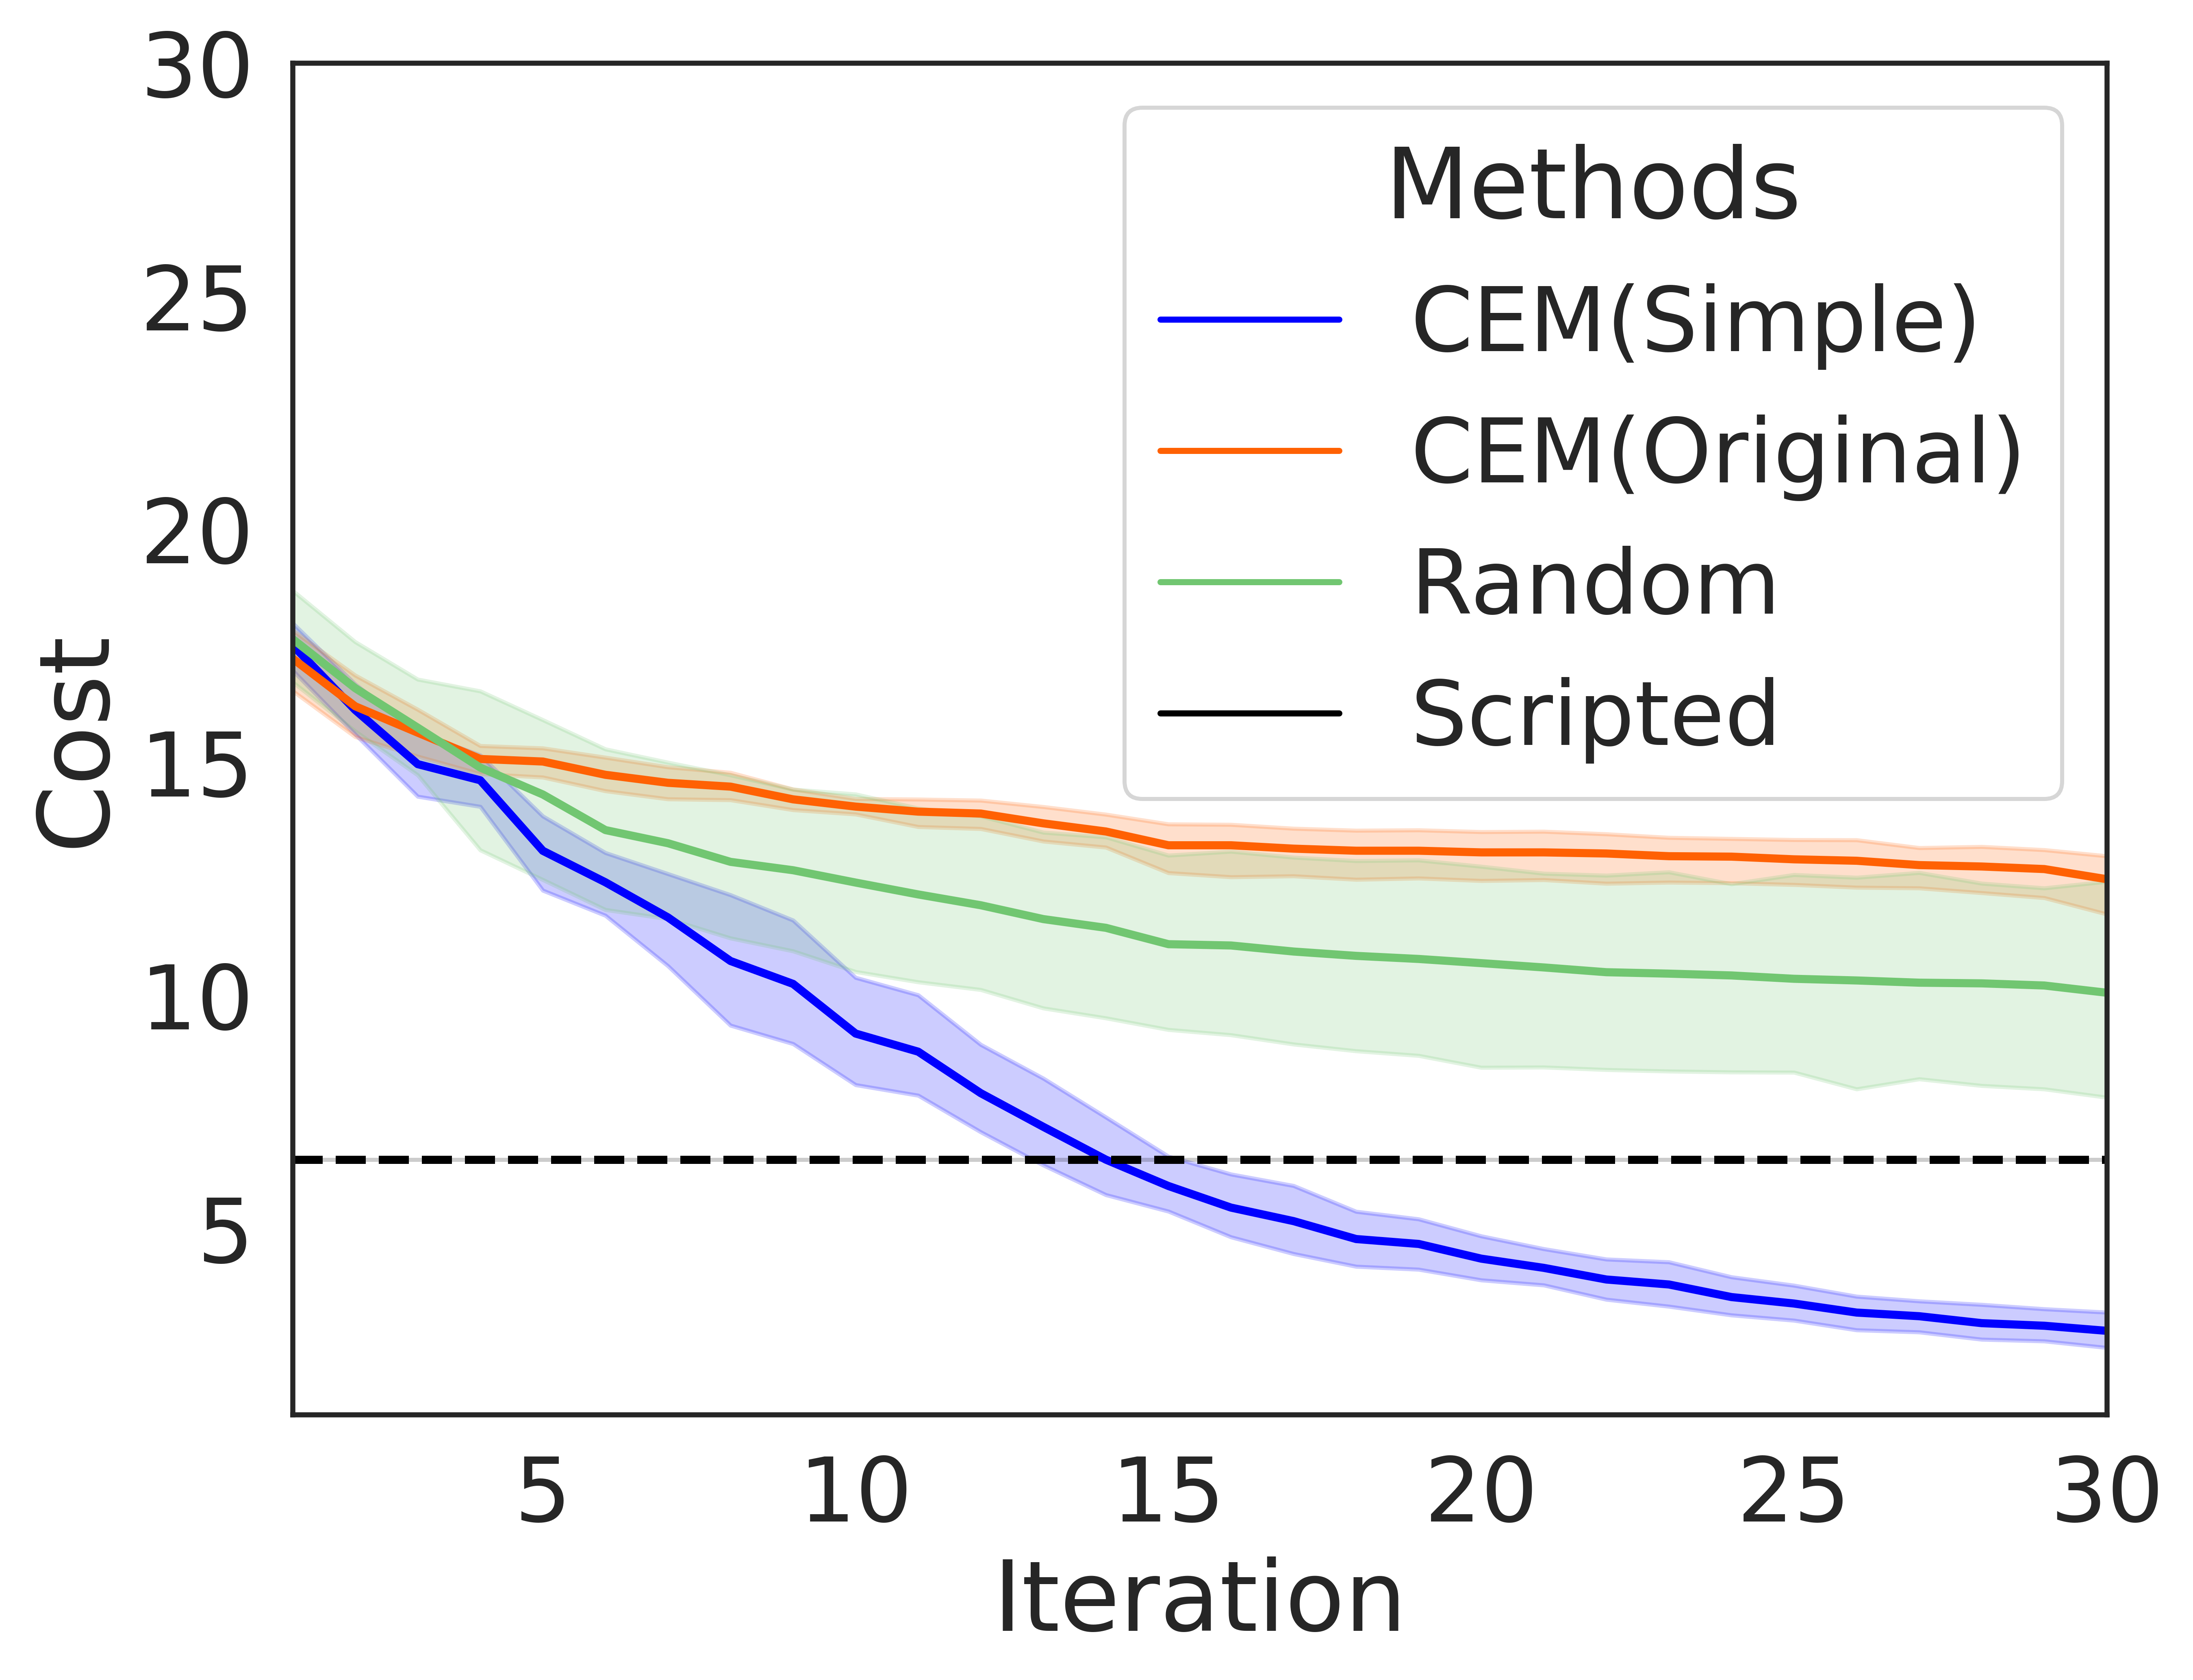 30
25
20
15
10
5
Cost
Methods
CEM(Simple)
CEM(Original)
Random
Scripted
5 10 15 20 25 30
Iteration